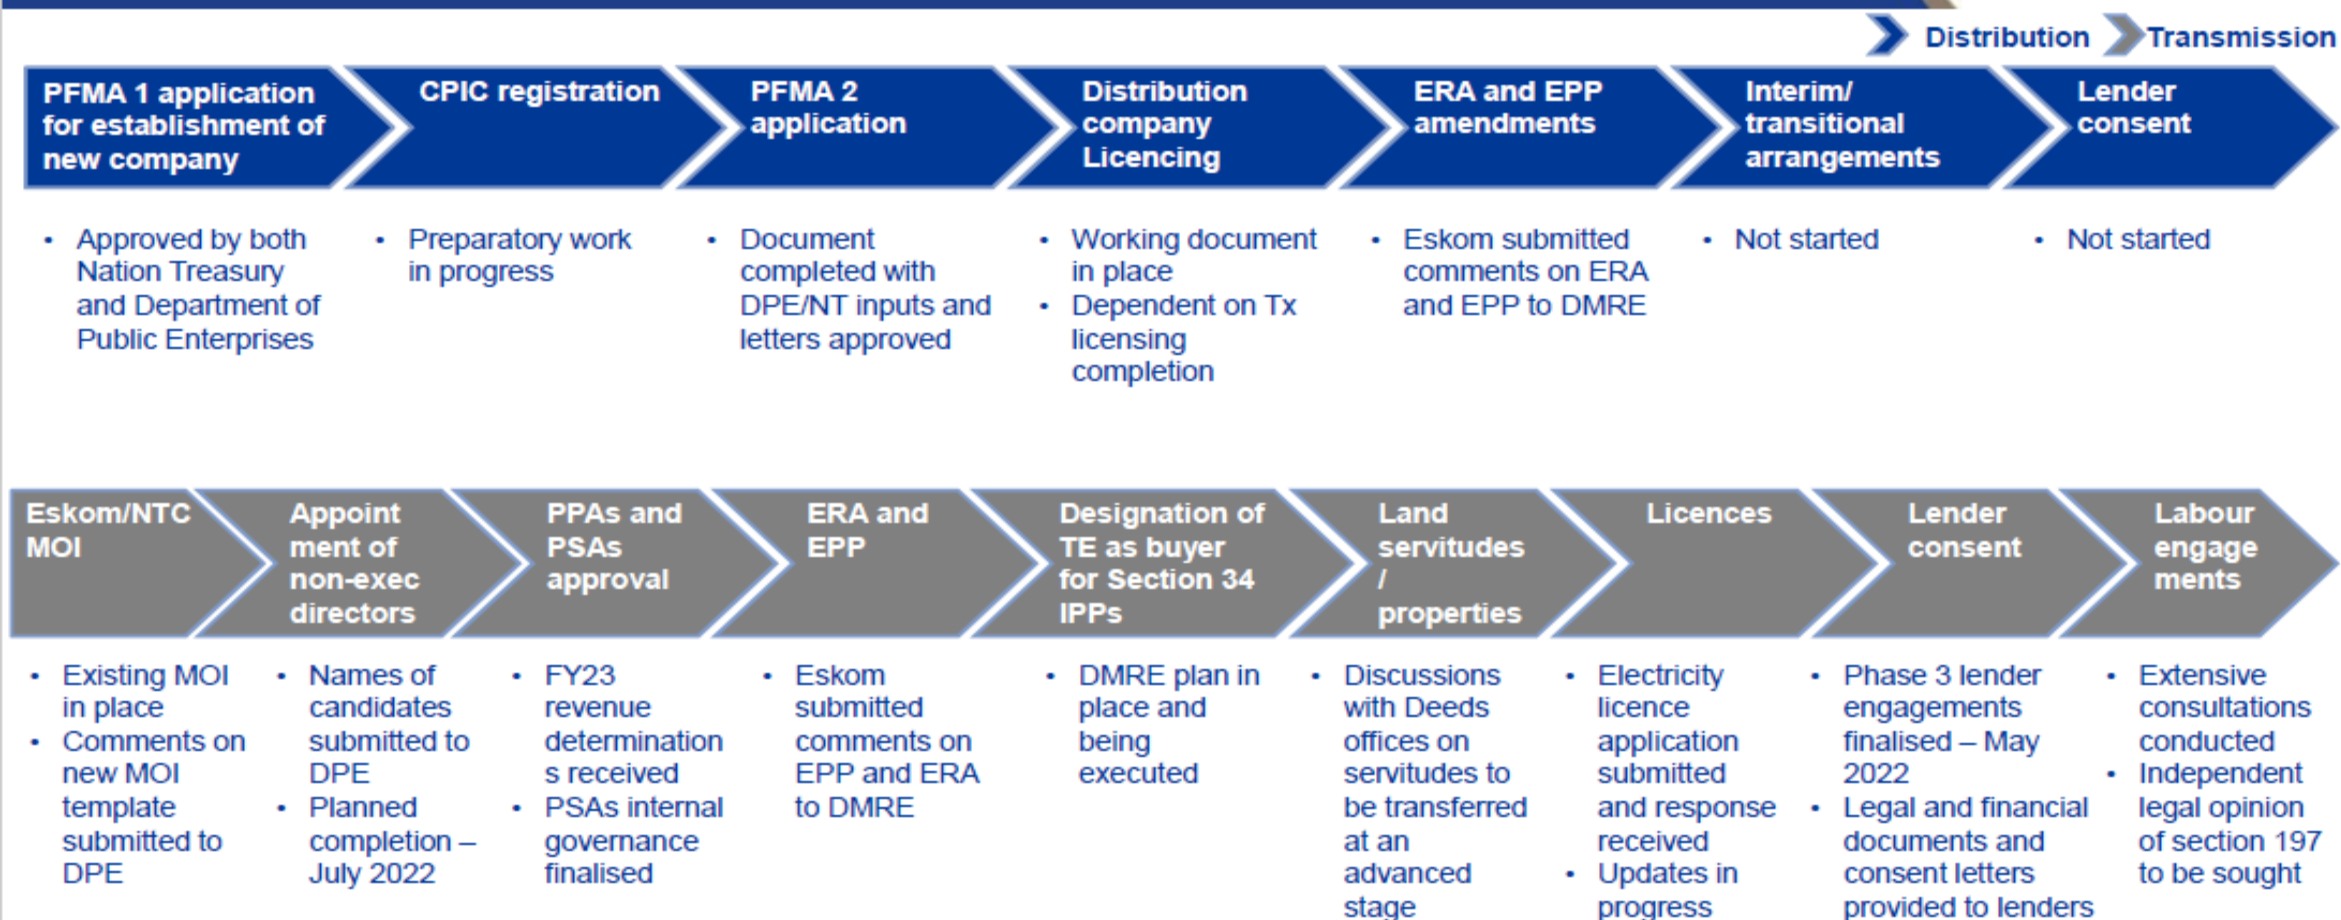 Distribution
Transmission
PFMA 1 application
for establishment of
new company
CPIC registration
PFMA 2
application
Distribution
company
Licencing
ERA and EPP
amendments
Interim/
transitional
arrangements
Lender
consent
• Approved by both
Nation Treasury
and Department of
Public Enterprises
• Preparatory work
in progress
• Document
completed with
DPE/NT inputs and
letters approved
• Working document
in place
• Dependent on Tx
licensing
completion
• Eskom submitted
comments on ERA
and EPP to DMRE
• Not started
• Not started
Eskom/NTC
MOI
Appoint
ment of
non-exec
directors
PPAs and
PSAs
approval
ERA and
EPP
Designation of
TE as buyer
for Section 34
IPPs
Land
servitudes
/
properties
Licences
Lender
consent
Labour
engage
ments
• Existing MOI
in place
• Comments on
new MOI
template
submitted to
DPE
• Names of
candidates
submitted to
DPE
• Planned
completion –
July 2022
• FY23
revenue
determination
s received
• PSAs internal
governance
finalised
• Eskom
submitted
comments on
EPP and ERA
to DMRE
• DMRE plan in
place and
being
executed
• Discussions
with Deeds
offices on
servitudes to
be transferred
at an
advanced
stage
• Electricity
licence
application
submitted
and response
received
• Updates in
progress
• Phase 3 lender
engagements
finalised – May
2022
• Legal and financial
documents and
consent letters
provided to lenders
• Extensive
consultations
conducted
• Independent
legal opinion
of section 197
to be sought